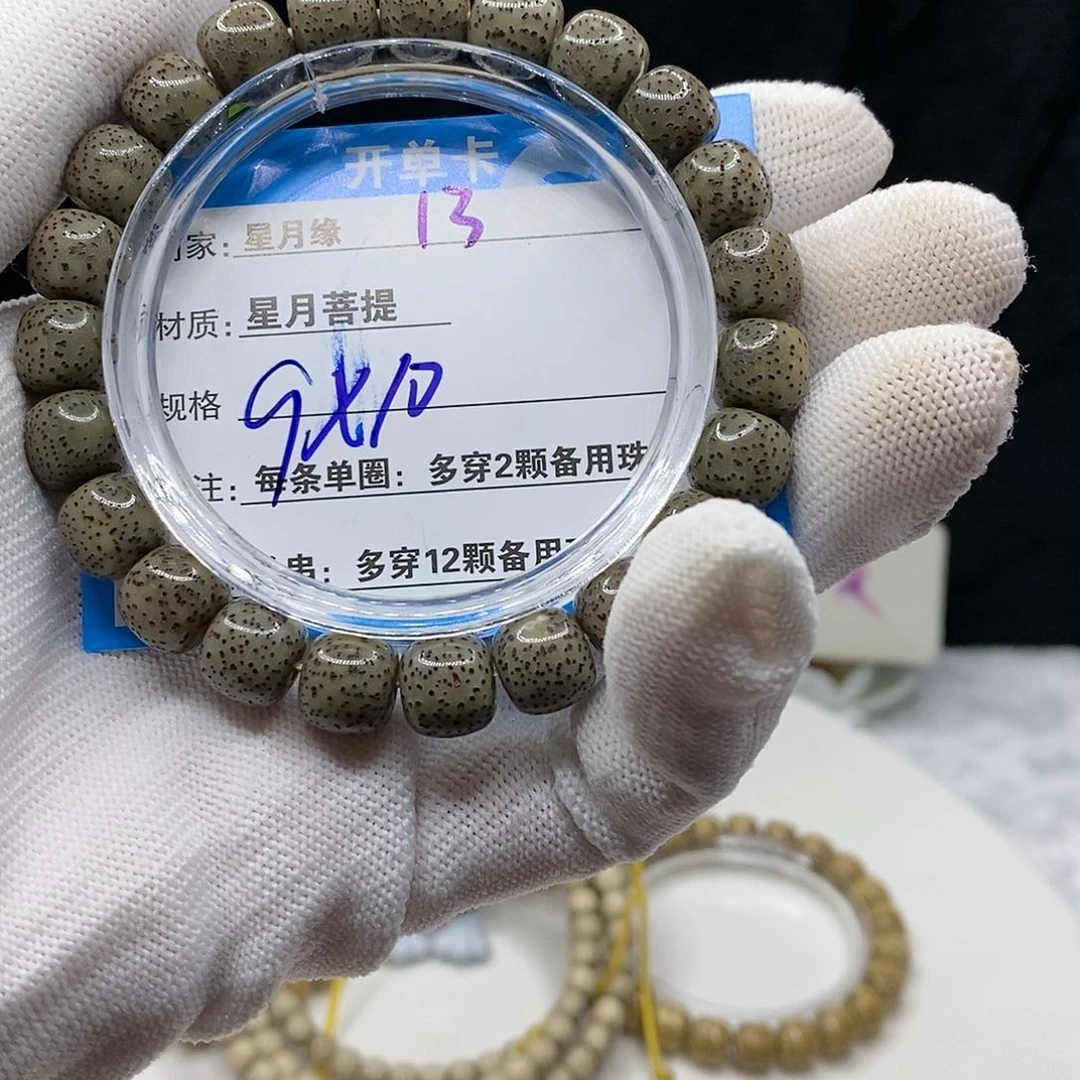 开单卡
家: 星月缘 13
材质: 星月菩提
规格 9X10
注: 每条单圈: 多穿2颗备用珠
串: 多穿12颗备用